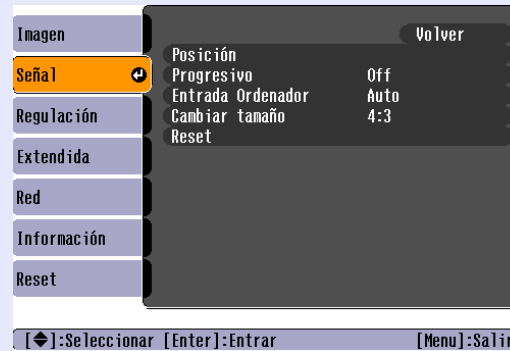 Imagen
Señal
Regulación
Extendida
Red
Información
Reset
Volver
Posición
Progresivo Off
Entrada Ordenador Auto
Cambiar tamaño 4:3
Reset
[◆]:Seleccionar [Enter]:Entrar [Menu]:Salir